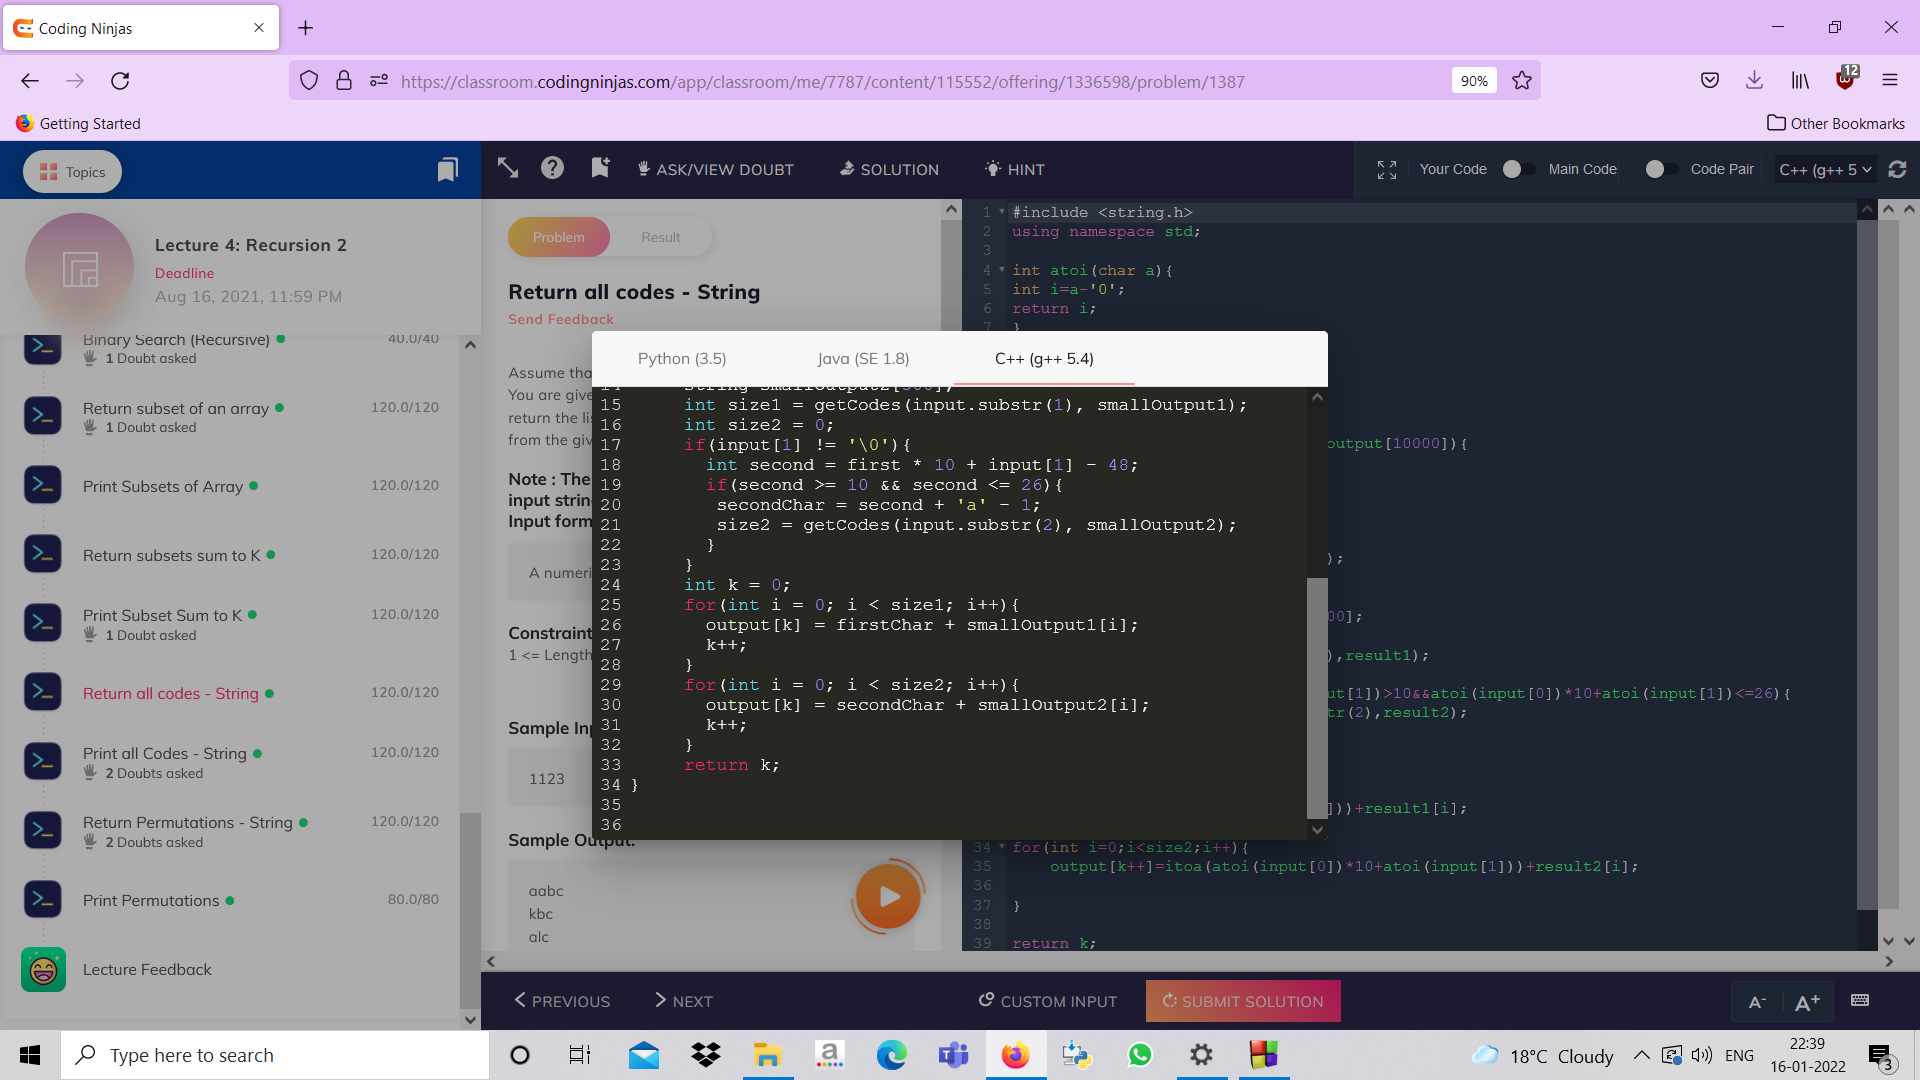 Coding Ninjas
https://classroom.codingninjas.com/app/classroom/me/7787/content/115552/offering/1336598/problem/1387
90%
12
Getting Started
Other Bookmarks
Topics
ASK/VIEW DOUBT
SOLUTION
HINT
Your Code
Main Code
Code Pair
C++ (g++ 5
Lecture 4: Recursion 2
Deadline
Aug 16, 2021, 11:59 PM
Binary Search (Recursive)
40.0/40
1 Doubt asked
Return subset of an array
120.0/120
1 Doubt asked
Print Subsets of Array
120.0/120
Return subsets sum to K
120.0/120
Print Subset Sum to K
120.0/120
1 Doubt asked
Return all codes - String
120.0/120
Print all Codes - String
120.0/120
2 Doubts asked
Return Permutations - String
120.0/120
2 Doubts asked
Print Permutations
80.0/80
Lecture Feedback
Problem
Result
Return all codes - String
Send Feedback
Assume tha
You are give
return the li
from the giv
Note : The
input strin
Input form
A numeri
Constraint
1 <= Length
Sample In
1123
Sample Output:
aabc
kbc
alc
1 #include <string.h>
2 using namespace std;
3
4 int atoi(char a){
5 int i=a-'0';
6 return i;
7 }
output[10000]){
);
00];
),result1);
ut[1])>10&&atoi(input[0])*10+atoi(input[1])<=26){
tr(2),result2);
]))+result1[i];
34 for(int i=0;i<size2;i++){
35 output[k++]=itoa(atoi(input[0])*10+atoi(input[1]))+result2[i];
36
37 }
38
39 return k;
Python (3.5)
Java (SE 1.8)
C++ (g++ 5.4)
14 string smallOutput2[500];
15 int size1 = getCodes(input.substr(1), smallOutput1);
16 int size2 = 0;
17 if(input[1] != '\0'){
18 int second = first * 10 + input[1] - 48;
19 if(second >= 10 && second <= 26){
20 secondChar = second + 'a' - 1;
21 size2 = getCodes(input.substr(2), smallOutput2);
22 }
23 }
24 int k = 0;
25 for(int i = 0; i < size1; i++){
26 output[k] = firstChar + smallOutput1[i];
27 k++;
28 }
29 for(int i = 0; i < size2; i++){
30 output[k] = secondChar + smallOutput2[i];
31 k++;
32 }
33 return k;
34 }
35
36
PREVIOUS
NEXT
CUSTOM INPUT
SUBMIT SOLUTION
A-
A+
Type here to search
18°C Cloudy
ENG
22:39
16-01-2022
3